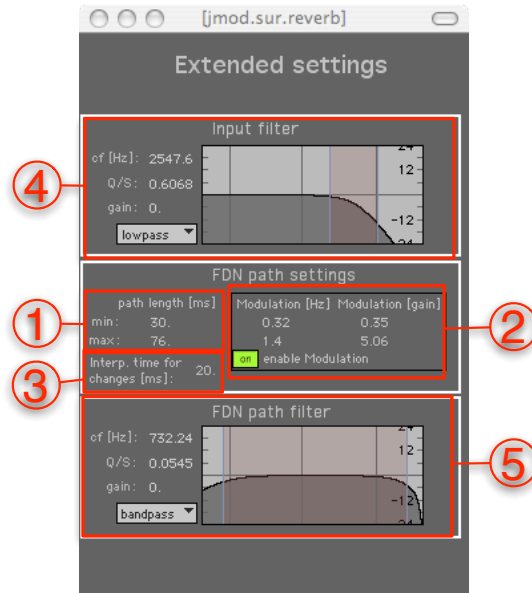 [jmod.sur.reverb]
Extended settings
Input filter
cf [Hz]: 2547.6
Q/S: 0.6068
gain: 0.
lowpass
24
12
-12
-24
4
FDN path settings
path length [ms]
min: 30.
max: 76.
1
Modulation [Hz] Modulation [gain]
0.32 0.35
1.4 5.06
on enable Modulation
2
Interp. time for
changes [ms]: 20.
3
FDN path filter
cf [Hz]: 732.24
Q/S: 0.0545
gain: 0.
bandpass
24
12
-12
-24
5